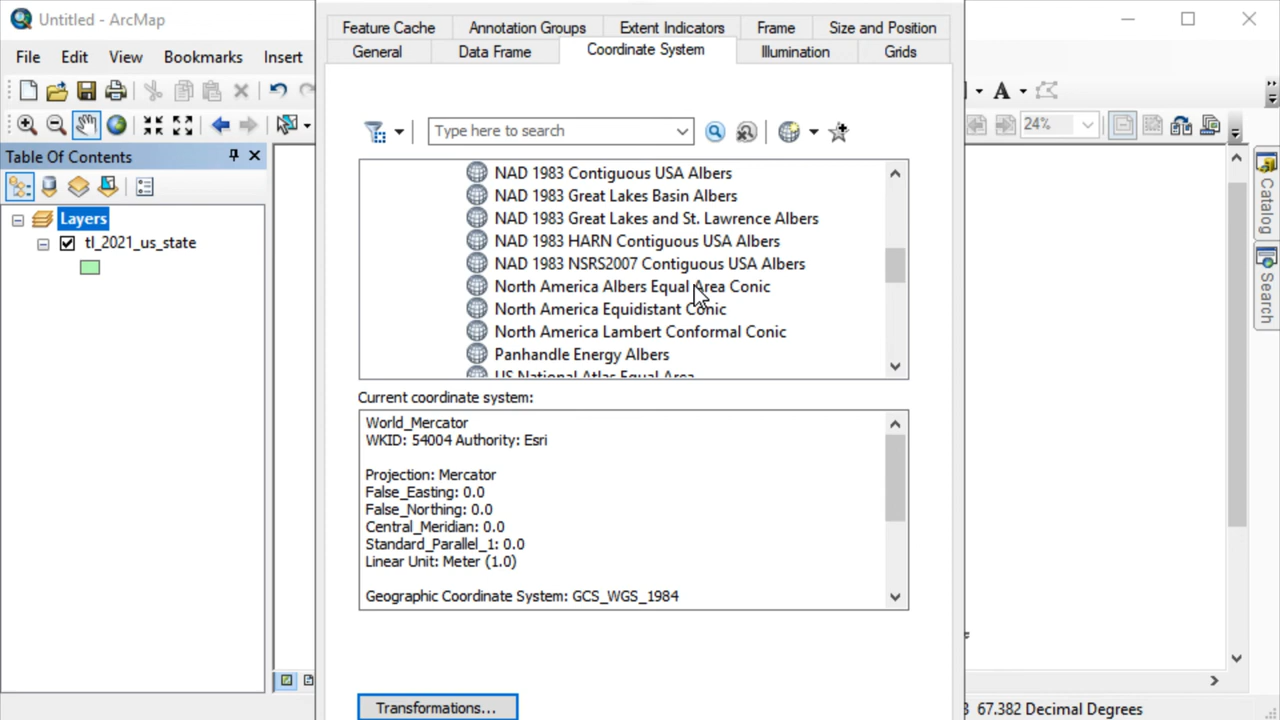 Untitled - ArcMap
File Edit View Bookmarks Insert
24%
Table Of Contents
Layers
tl_2021_us_state
Feature Cache Annotation Groups Extent Indicators Frame Size and Position
General Data Frame Coordinate System Illumination Grids
Type here to search
NAD 1983 Contiguous USA Albers
NAD 1983 Great Lakes Basin Albers
NAD 1983 Great Lakes and St. Lawrence Albers
NAD 1983 HARN Contiguous USA Albers
NAD 1983 NSRS2007 Contiguous USA Albers
North America Albers Equal Area Conic
North America Equidistant Conic
North America Lambert Conformal Conic
Panhandle Energy Albers
US National Atlas Equal Area
Current coordinate system:
World_Mercator
WKID: 54004 Authority: Esri
Projection: Mercator
False_Easting: 0.0
False_Northing: 0.0
Central_Meridian: 0.0
Standard_Parallel_1: 0.0
Linear Unit: Meter (1.0)
Geographic Coordinate System: GCS_WGS_1984
Transformations...
A
Catalog
Search
67.382 Decimal Degrees